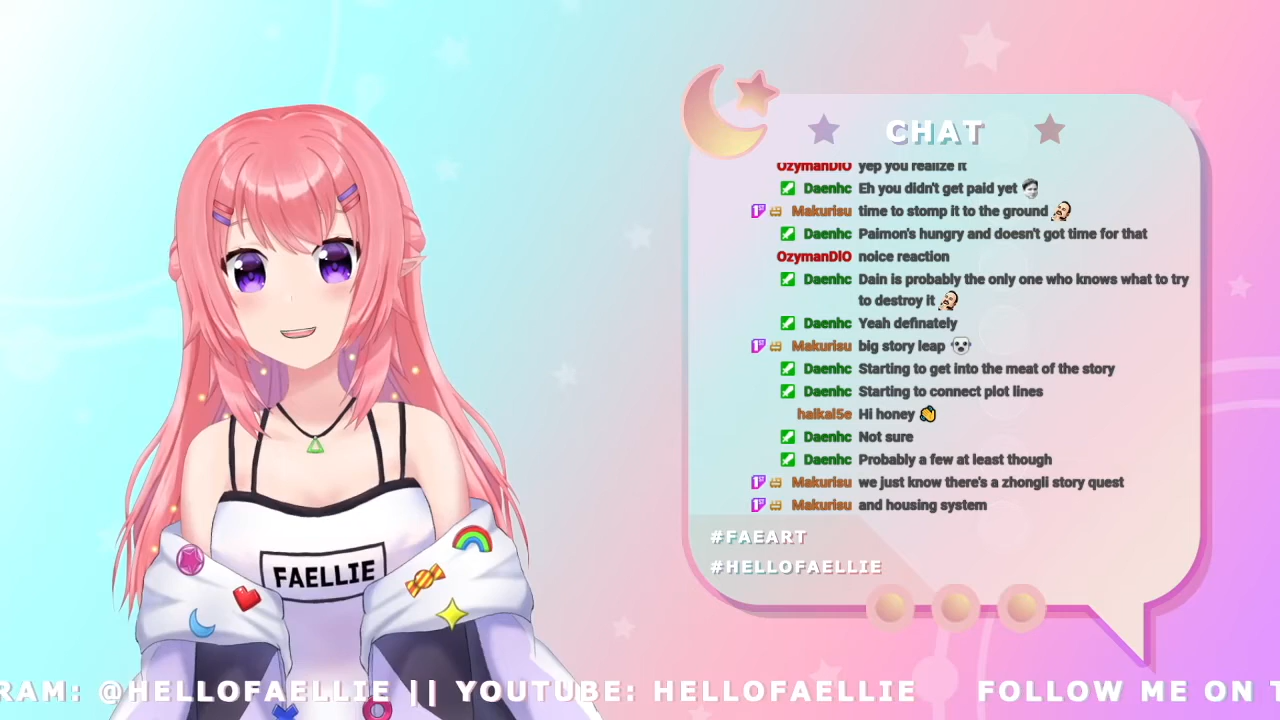 CHAT
OzymanDIO yep you realize it
Daenhc Eh you didn't get paid yet
Makurisu time to stomp it to the ground
Daenhc Paimon's hungry and doesn't got time for that
OzymanDIO noice reaction
Daenhc Dain is probably the only one who knows what to try
to destroy it
Daenhc Yeah definately
Makurisu big story leap
Daenhc Starting to get into the meat of the story
Daenhc Starting to connect plot lines
haikal5e Hi honey
Daenhc Not sure
Daenhc Probably a few at least though
Makurisu we just know there's a zhongli story quest
Makurisu and housing system
#FAEART
#HELLOFAELLIE
FAELLIE
RAM: @HELLOFAELLIE || YOUTUBE: HELLOFAELLIE FOLLOW ME ON T